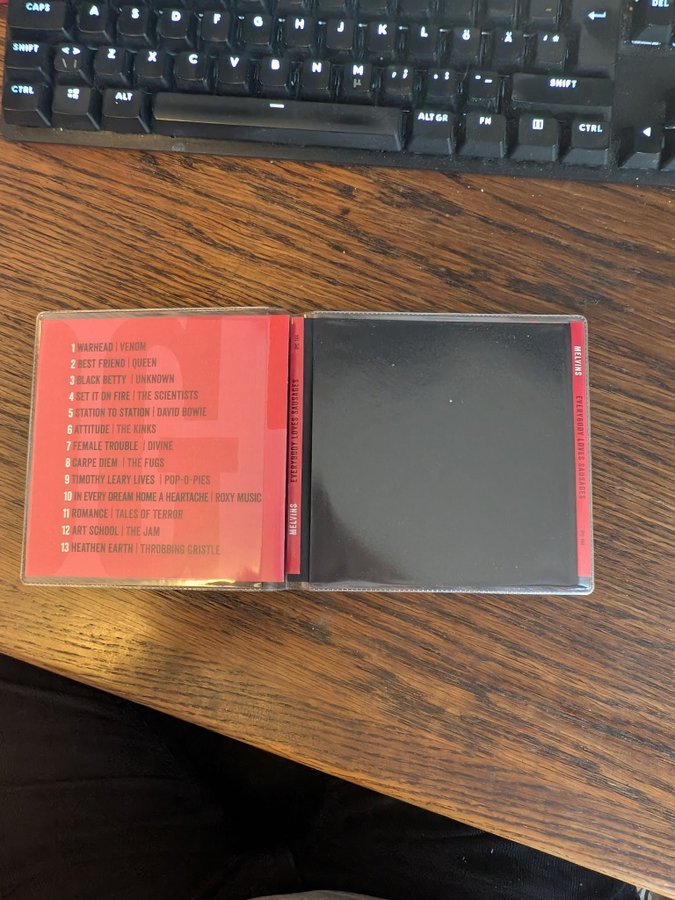 CAPS A S D F G H J K L Ö Ä '*
DEL
SHIFT <> Z X C V B N M µ ,; .: -_ SHIFT
CTRL ALT ALT GR FN CTRL
1 WARHEAD | VENOM
2 BEST FRIEND | QUEEN
3 BLACK BETTY | UNKNOWN
4 SET IT ON FIRE | THE SCIENTISTS
5 STATION TO STATION | DAVID BOWIE
6 ATTITUDE | THE KINKS
7 FEMALE TROUBLE | DIVINE
8 CARPE DIEM | THE FUGS
9 TIMOTHY LEARY LIVES | POP-O-PIES
10 IN EVERY DREAM HOME A HEARTACHE | ROXY MUSIC
11 ROMANCE | TALES OF TERROR
12 ART SCHOOL | THE JAM
13 HEATHEN EARTH | THROBBING GRISTLE
MELVINS EVERYBODY LOVES SAUSAGES
MELVINS EVERYBODY LOVES SAUSAGES